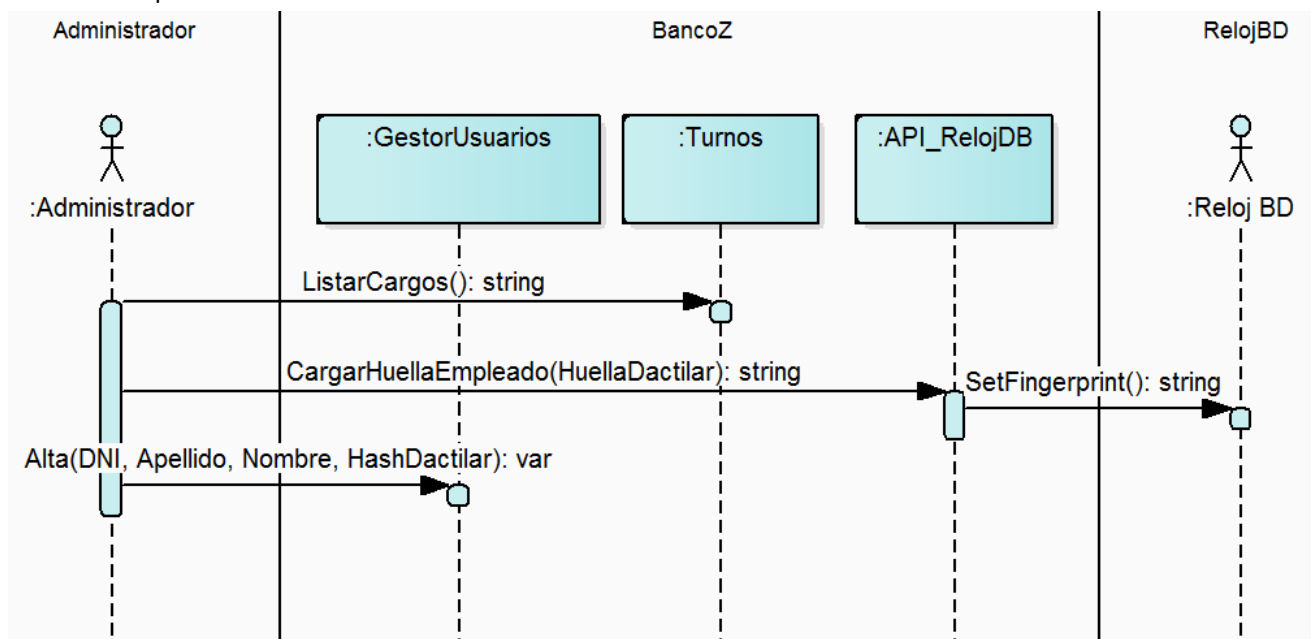 Administrador
BancoZ
RelojBD
:GestorUsuarios
:Turnos
:API_RelojDB
:Administrador
:Reloj BD
ListarCargos(): string
CargarHuellaEmpleado(HuellaDactilar): string
SetFingerprint(): string
Alta(DNI, Apellido, Nombre, HashDactilar): var